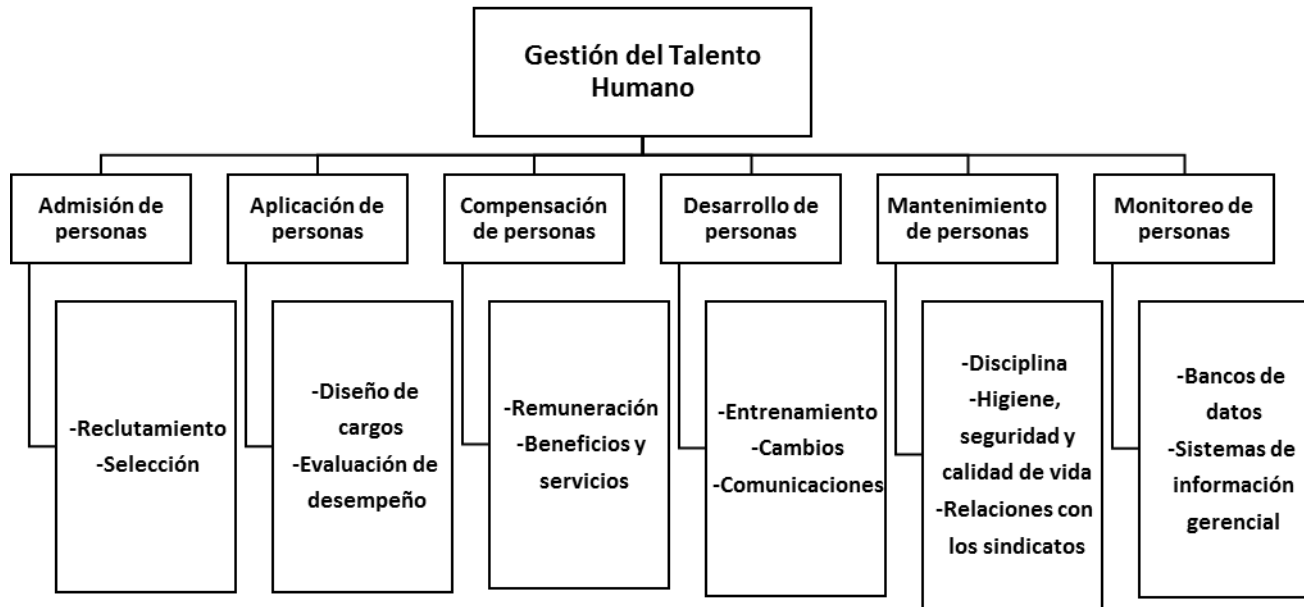 Gestión del Talento
Humano
Admisión de
personas
Aplicación de
personas
Compensación
de personas
Desarrollo de
personas
Mantenimiento
de personas
Monitoreo de
personas
-Reclutamiento
-Selección
-Diseño de
cargos
-Evaluación de
desempeño
-Remuneración
-Beneficios y
servicios
-Entrenamiento
-Cambios
-Comunicaciones
-Disciplina
-Higiene,
seguridad y
calidad de vida
-Relaciones con
los sindicatos
-Bancos de
datos
-Sistemas de
información
gerencial